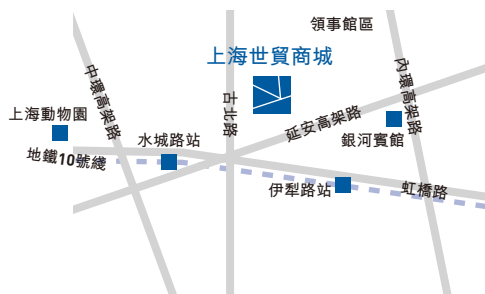 領事館區
上海世貿商城
中環高架路
古北路
內環高架路
上海動物園
延安高架路
水城路站
銀河賓館
地鐵10號綫
伊犁路站
虹橋路